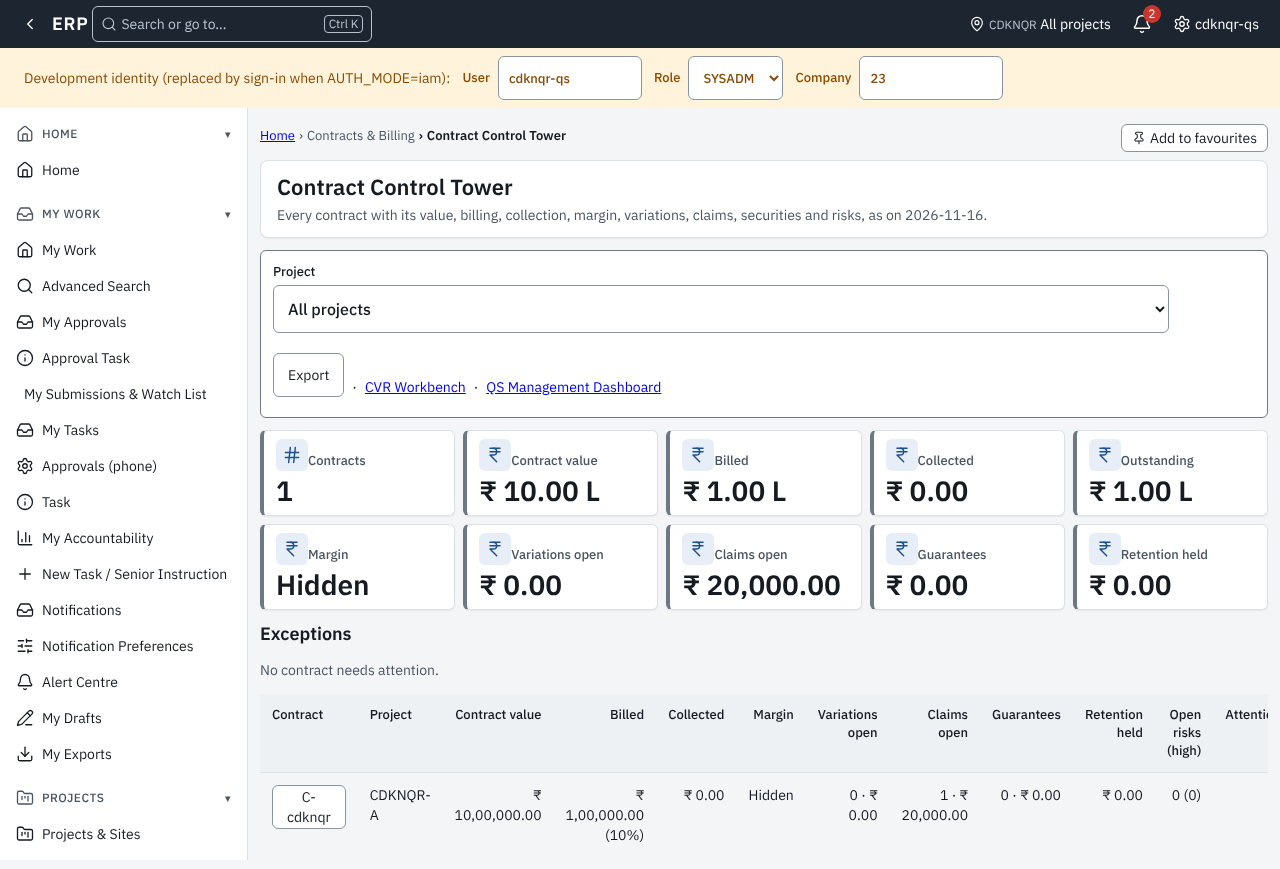 ERP
Search or go to...
Ctrl K
CDKNQR All projects
2
cdknqr-qs
Development identity (replaced by sign-in when AUTH_MODE=iam): User cdknqr-qs Role SYSADM Company 23
HOME
Home
MY WORK
My Work
Advanced Search
My Approvals
Approval Task
My Submissions & Watch List
My Tasks
Approvals (phone)
Task
My Accountability
New Task / Senior Instruction
Notifications
Notification Preferences
Alert Centre
My Drafts
My Exports
PROJECTS
Projects & Sites
Home › Contracts & Billing › Contract Control Tower
Add to favourites
Contract Control Tower
Every contract with its value, billing, collection, margin, variations, claims, securities and risks, as on 2026-11-16.
Project
All projects
Export · CVR Workbench · QS Management Dashboard
# Contracts
1
₹ Contract value
₹ 10.00 L
₹ Billed
₹ 1.00 L
₹ Collected
₹ 0.00
₹ Outstanding
₹ 1.00 L
₹ Margin
Hidden
₹ Variations open
₹ 0.00
₹ Claims open
₹ 20,000.00
₹ Guarantees
₹ 0.00
₹ Retention held
₹ 0.00
Exceptions
No contract needs attention.
Contract Project Contract value Billed Collected Margin Variations Claims Guarantees Retention Open
open open held risks
(high)
C- CDKNQR- ₹ ₹ ₹ 0.00 Hidden 0 · ₹ 1 · ₹ 0 · ₹ 0.00 ₹ 0.00 0 (0)
cdknqr A 10,00,000.00 1,00,000.00 0.00 20,000.00
(10%)